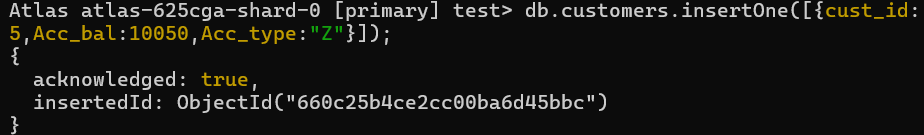 Atlas atlas-625cga-shard-0 [primary] test> db.customers.insertOne([{cust_id:
5,Acc_bal:10050,Acc_type:"Z"}]);
{
  acknowledged: true,
  insertedId: ObjectId("660c25b4ce2cc00ba6d45bbc")
}